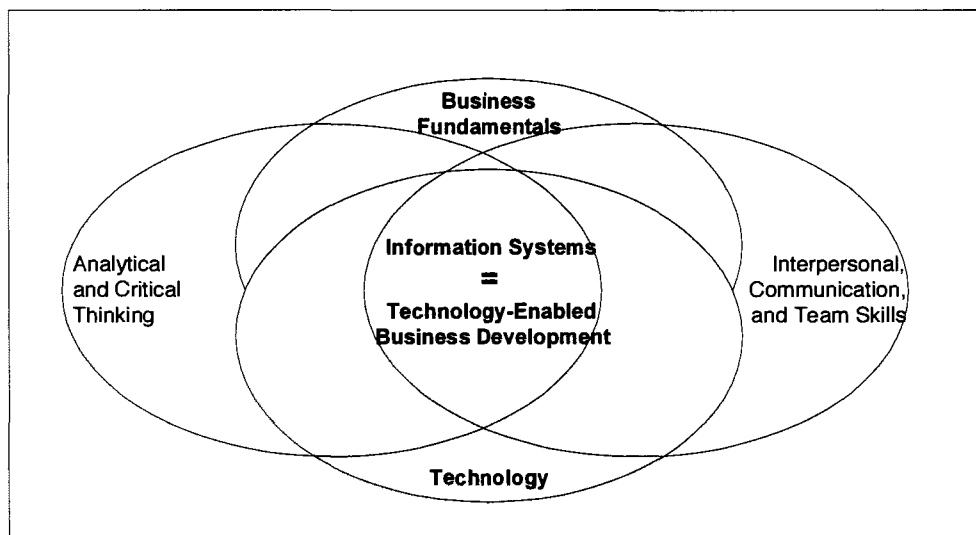 Business
Fundamentals
Analytical
and Critical
Thinking
Information Systems
=
Technology-Enabled
Business Development
Interpersonal,
Communication,
and Team Skills
Technology